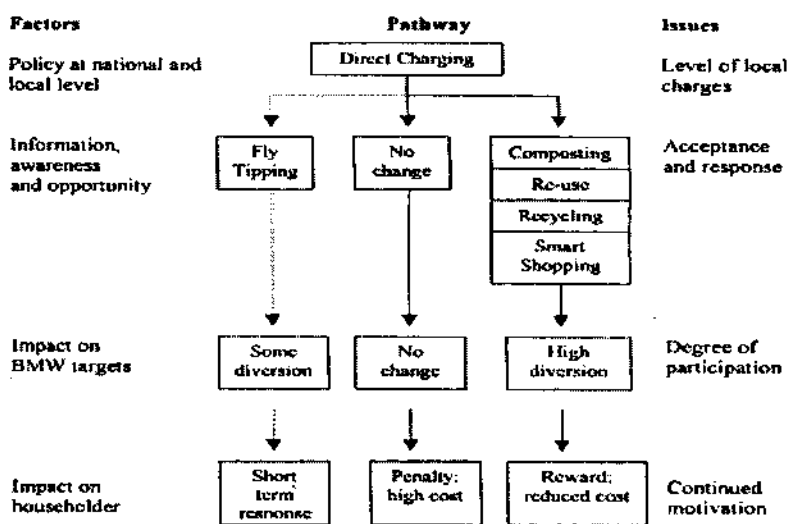 Factors Pathway Issues
Policy at national and
local level
Direct Charging
Level of local
charges
Information,
awareness
and opportunity
Fly
Tipping
No
change
Composting
Re-use
Recycling
Smart
Shopping
Acceptance
and response
Impact on
BMW targets
Some
diversion
No
change
High
diversion
Degree of
participation
Impact on
householder
Short
term
response
Penalty:
high cost
Reward:
reduced cost
Continued
motivation